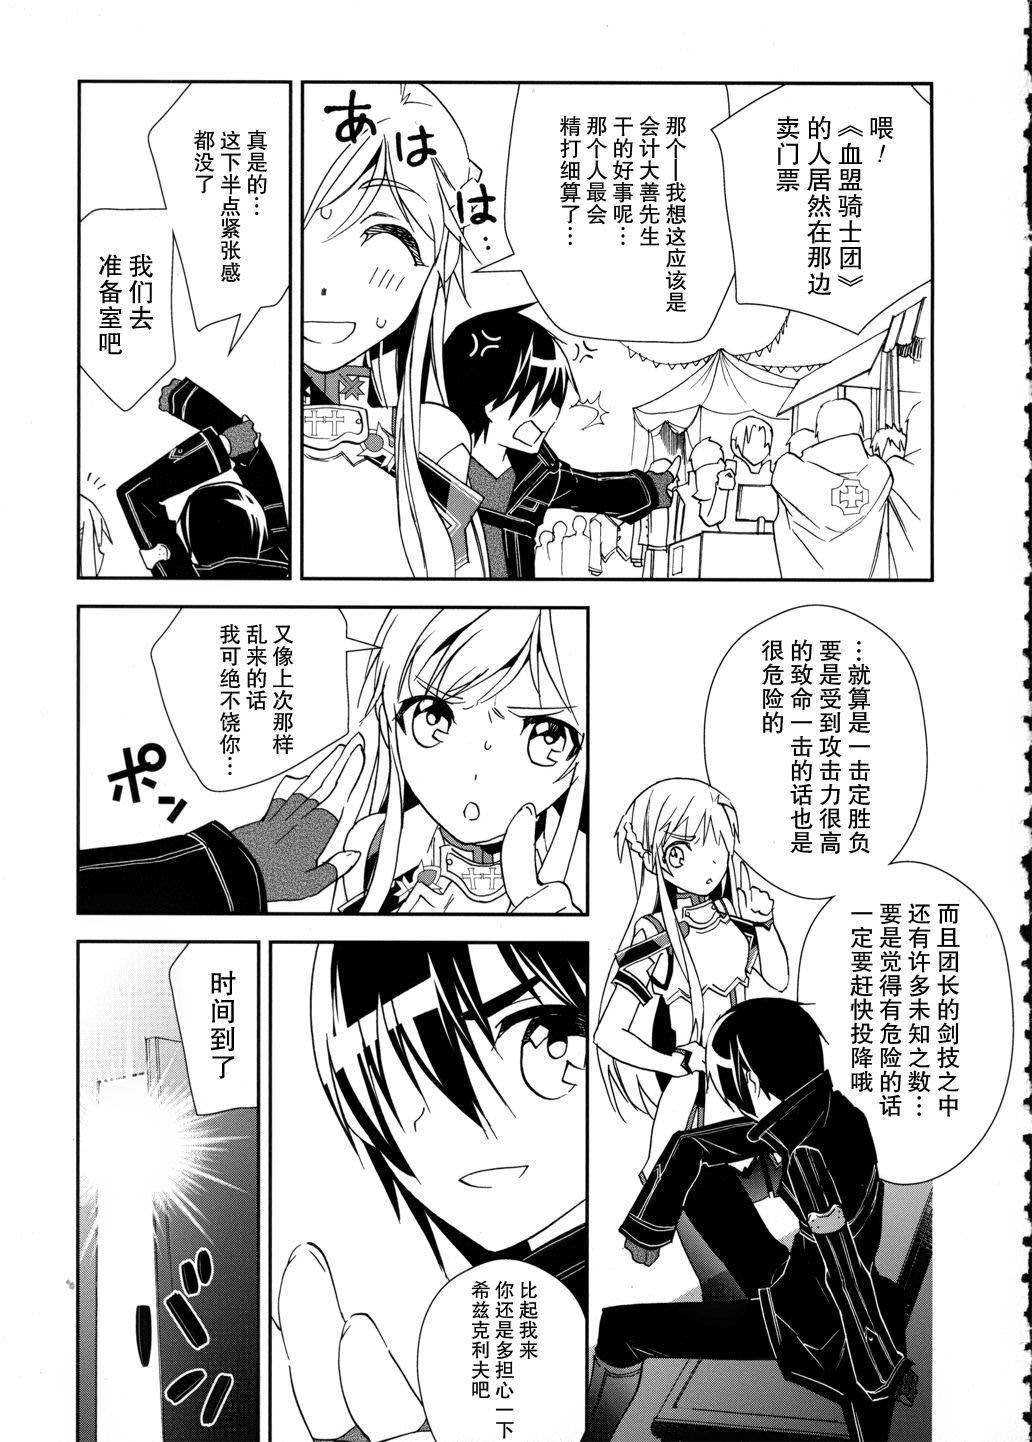 喂！
《血盟骑士团》
的人居然在那边
卖门票
那个——我想这应该是
会计大善先生
干的好事呢…
那个人最会
精打细算了…
あはは…
真是的…
这下半点紧张感
都没了
我们去
准备室吧
…就算是一击定胜负
要是受到攻击力很高
的致命一击的话也是
很危险的
而且团长的剑技之中
还有许多未知之数…
要是觉得有危险的话
一定要赶快投降哦
又像上次那样
乱来的话
我可绝不饶你…
ポン
比起我来
你还是多担心一下
希兹克利夫吧
时间到了